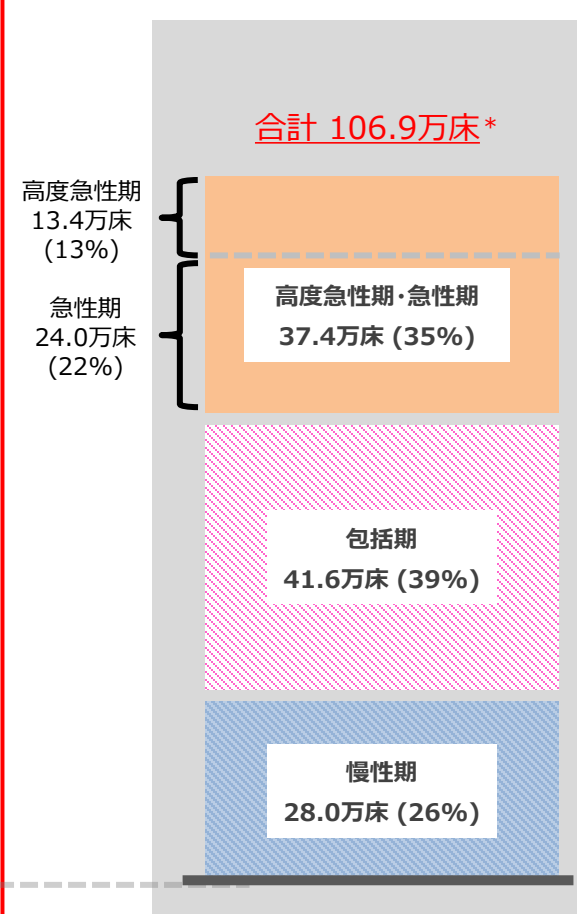 合計 106.9万床*
高度急性期
13.4万床
(13%)
急性期
24.0万床
(22%)
高度急性期・急性期
37.4万床 (35%)
包括期
41.6万床 (39%)
慢性期
28.0万床 (26%)